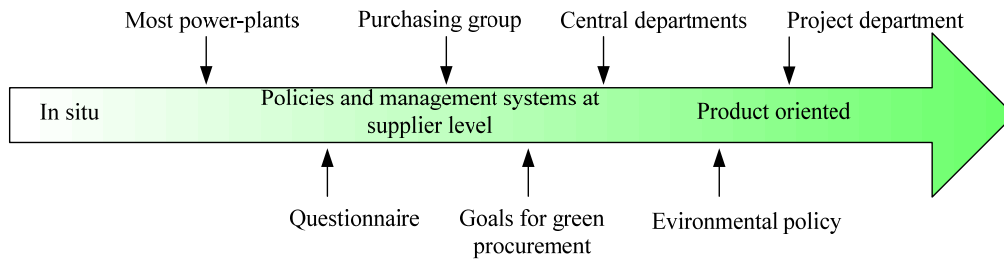 Most power-plants
Purchasing group
Central departments
Project department
In situ
Policies and management systems at
supplier level
Product oriented
Questionnaire
Goals for green
procurement
Evironmental policy